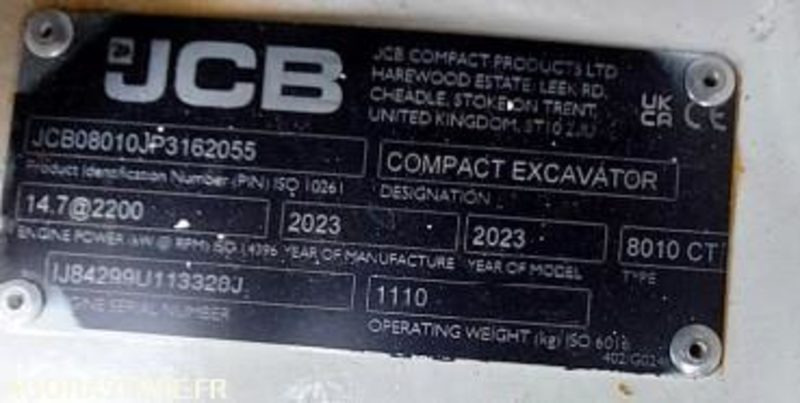 JCB
JCB COMPACT PRODUCTS LTD
HAREWOOD ESTATE, LEEK RD,
CHEADLE, STOKE ON TRENT,
UNITED KINGDOM, ST10 2JU
UK
CA CE
JCB08010JP3162055
Product Identification Number (PIN) ISO 10261
COMPACT EXCAVATOR
DESIGNATION
14.7@2200
ENGINE POWER (kW @ RPM) ISO 14396
2023
YEAR OF MANUFACTURE
2023
YEAR OF MODEL
8010 CT
TYPE
ENGINE SERIAL NUMBER
1110
OPERATING WEIGHT (kg) ISO 6016